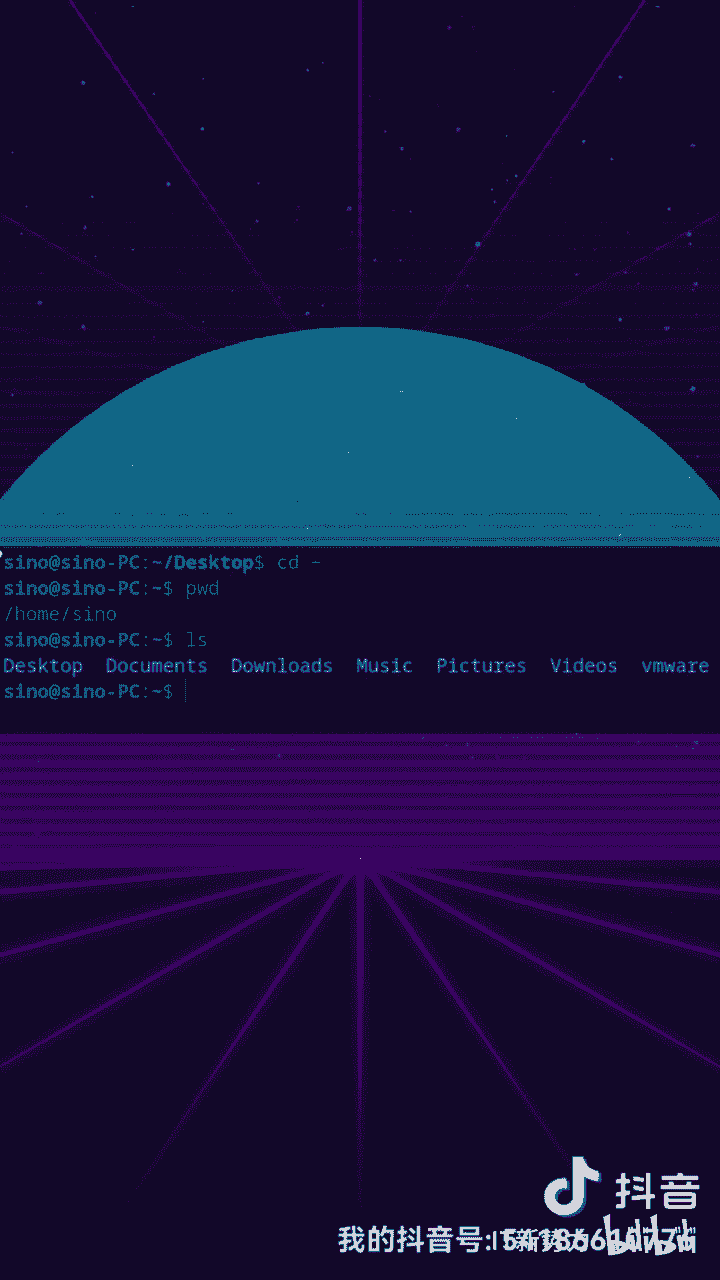 sino@sino-PC:~/Desktop$ cd ~
sino@sino-PC:~$ pwd
/home/sino
sino@sino-PC:~$ ls
Desktop Documents Downloads Music Pictures Videos vmware
sino@sino-PC:~$
抖音
我的抖音号: